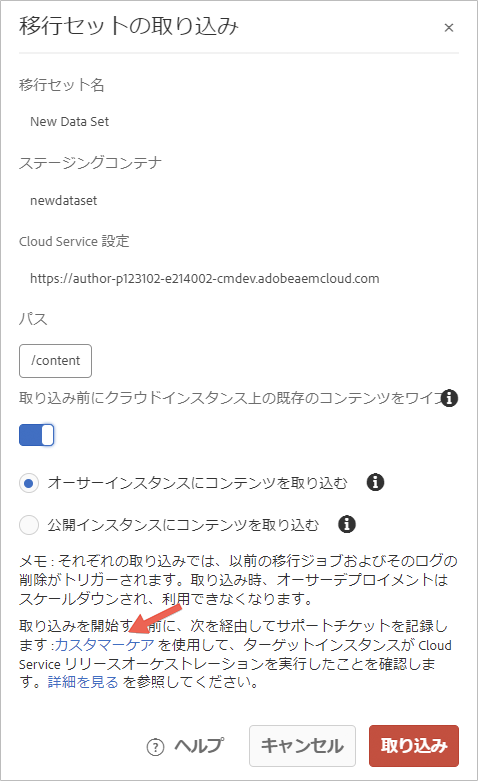 移行セットの取り込み
移行セット名
New Data Set
ステージングコンテナ
newdataset
Cloud Service 設定
https://author-p123102-e214002-cmdev.adobeaemcloud.com
パス
/content
取り込み前にクラウドインスタンス上の既存のコンテンツをワイプ
オーサーインスタンスにコンテンツを取り込む
公開インスタンスにコンテンツを取り込む
メモ : それぞれの取り込みでは、以前の移行ジョブおよびそのログの
削除がトリガーされます。取り込み時、オーサーデプロイメントは
スケールダウンされ、利用できなくなります。
取り込みを開始す前に、次を経由してサポートチケットを記録し
ます :カスタマーケア を使用して、ターゲットインスタンスが Cloud
Service リリースオーケストレーションを実行したことを確認しま
す。詳細を見る を参照してください。
ヘルプ
キャンセル
取り込み